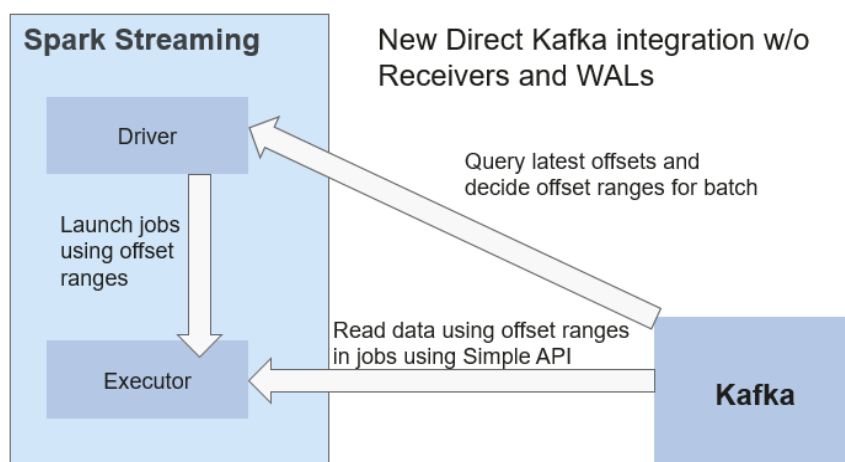 Spark Streaming
New Direct Kafka integration w/o
Receivers and WALs
Driver
Query latest offsets and
decide offset ranges for batch
Launch jobs
using offset
ranges
Read data using offset ranges
in jobs using Simple API
Executor
Kafka